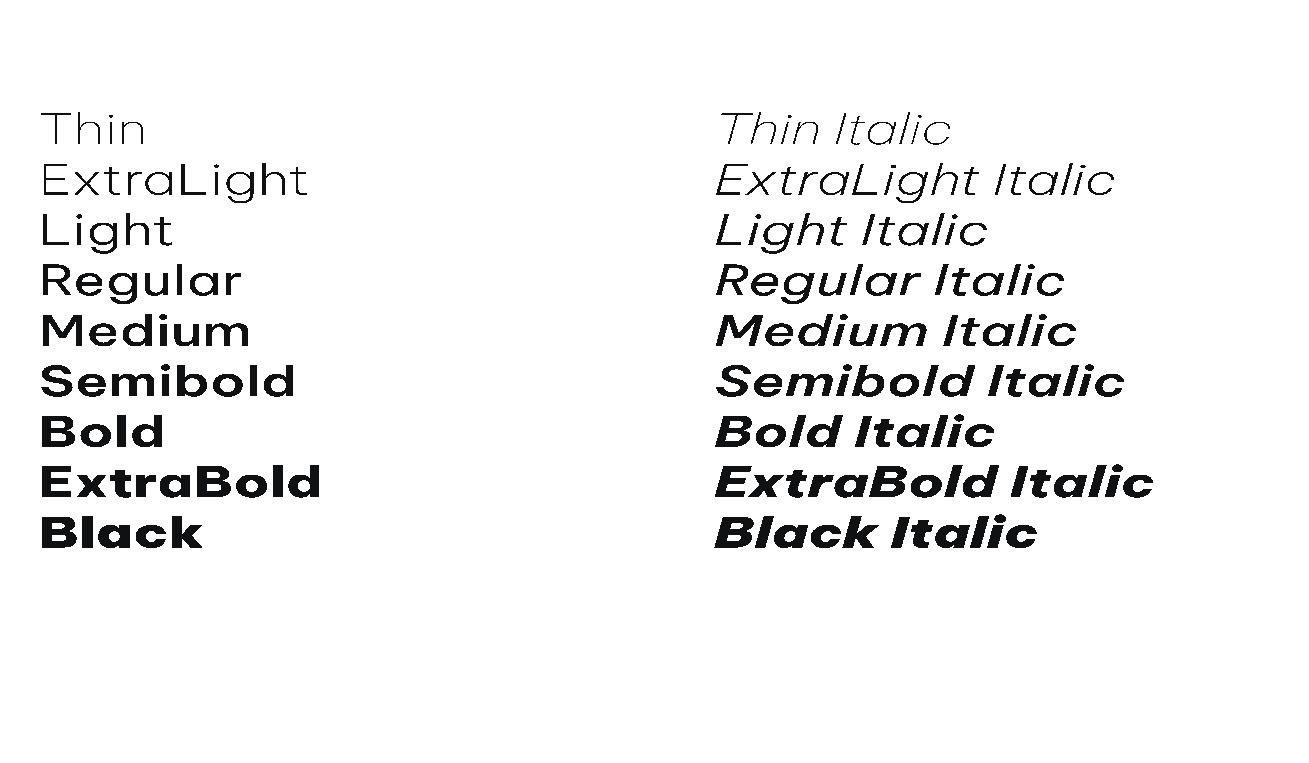 Thin
ExtraLight
Light
Regular
Medium
Semibold
Bold
ExtraBold
Black
Thin Italic
ExtraLight Italic
Light Italic
Regular Italic
Medium Italic
Semibold Italic
Bold Italic
ExtraBold Italic
Black Italic